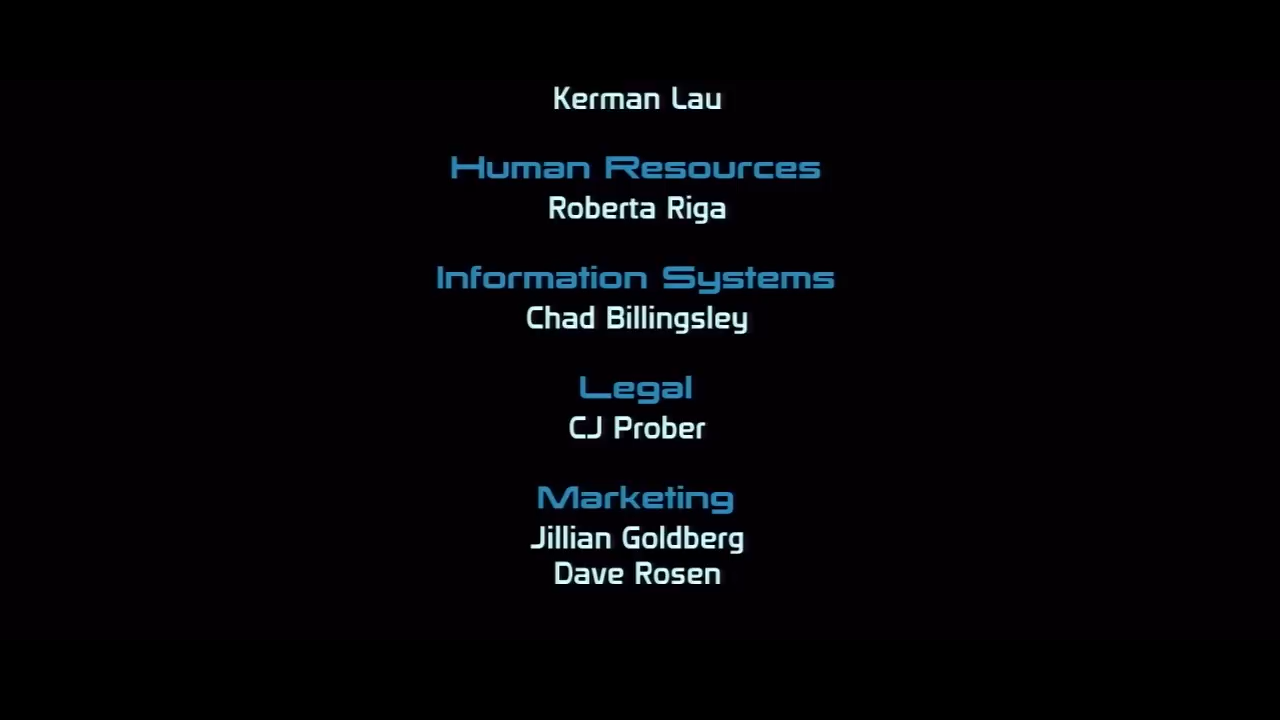 Kerman Lau
Human Resources
Roberta Riga
Information Systems
Chad Billingsley
Legal
CJ Prober
Marketing
Jillian Goldberg
Dave Rosen